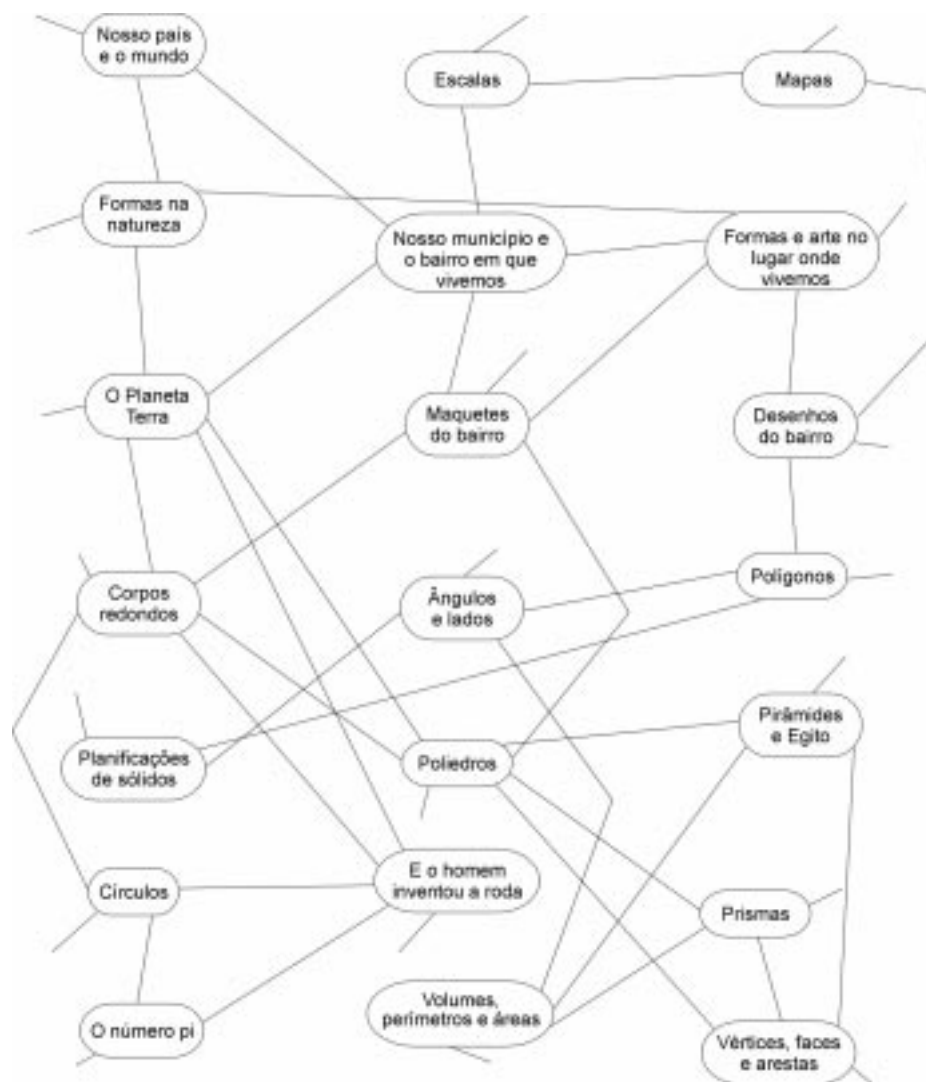 Nosso país
e o mundo
Escalas
Mapas
Formas na
natureza
Nosso município e
o bairro em que
vivemos
Formas e arte no
lugar onde
vivemos
O Planeta
Terra
Maquetes
do bairro
Desenhos
do bairro
Corpos
redondos
Ângulos
e lados
Polígonos
Planificações
de sólidos
Poliedros
Pirâmides
e Egito
Círculos
E o homem
inventou a roda
Prismas
O número pi
Volumes,
perímetros e áreas
Vértices, faces
e arestas